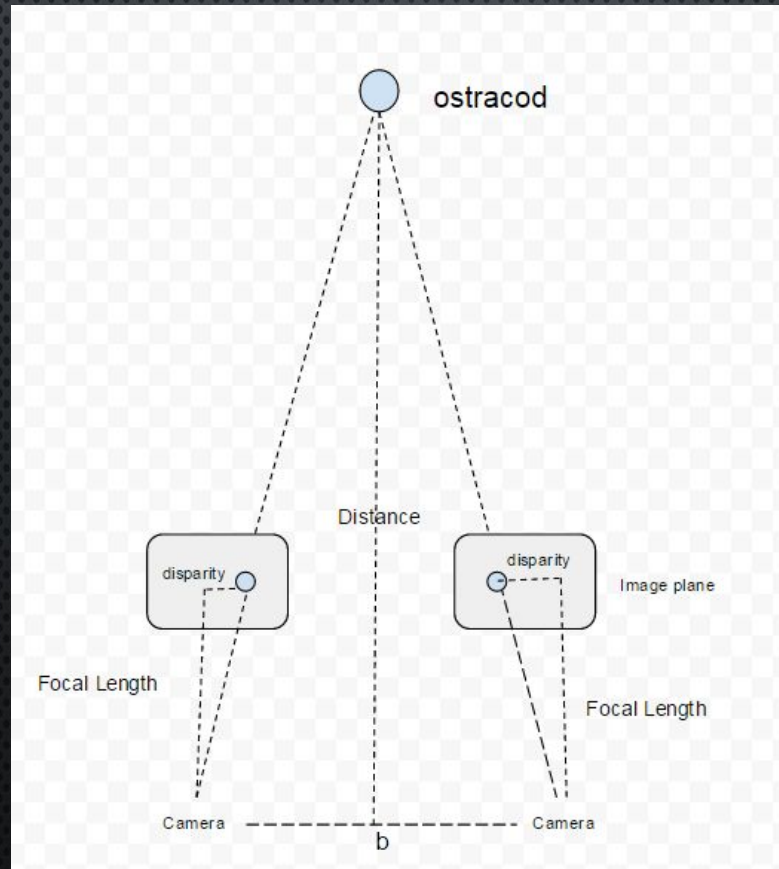 ostracod
Distance
disparity
disparity
Image plane
Focal Length
Focal Length
Camera
Camera
b